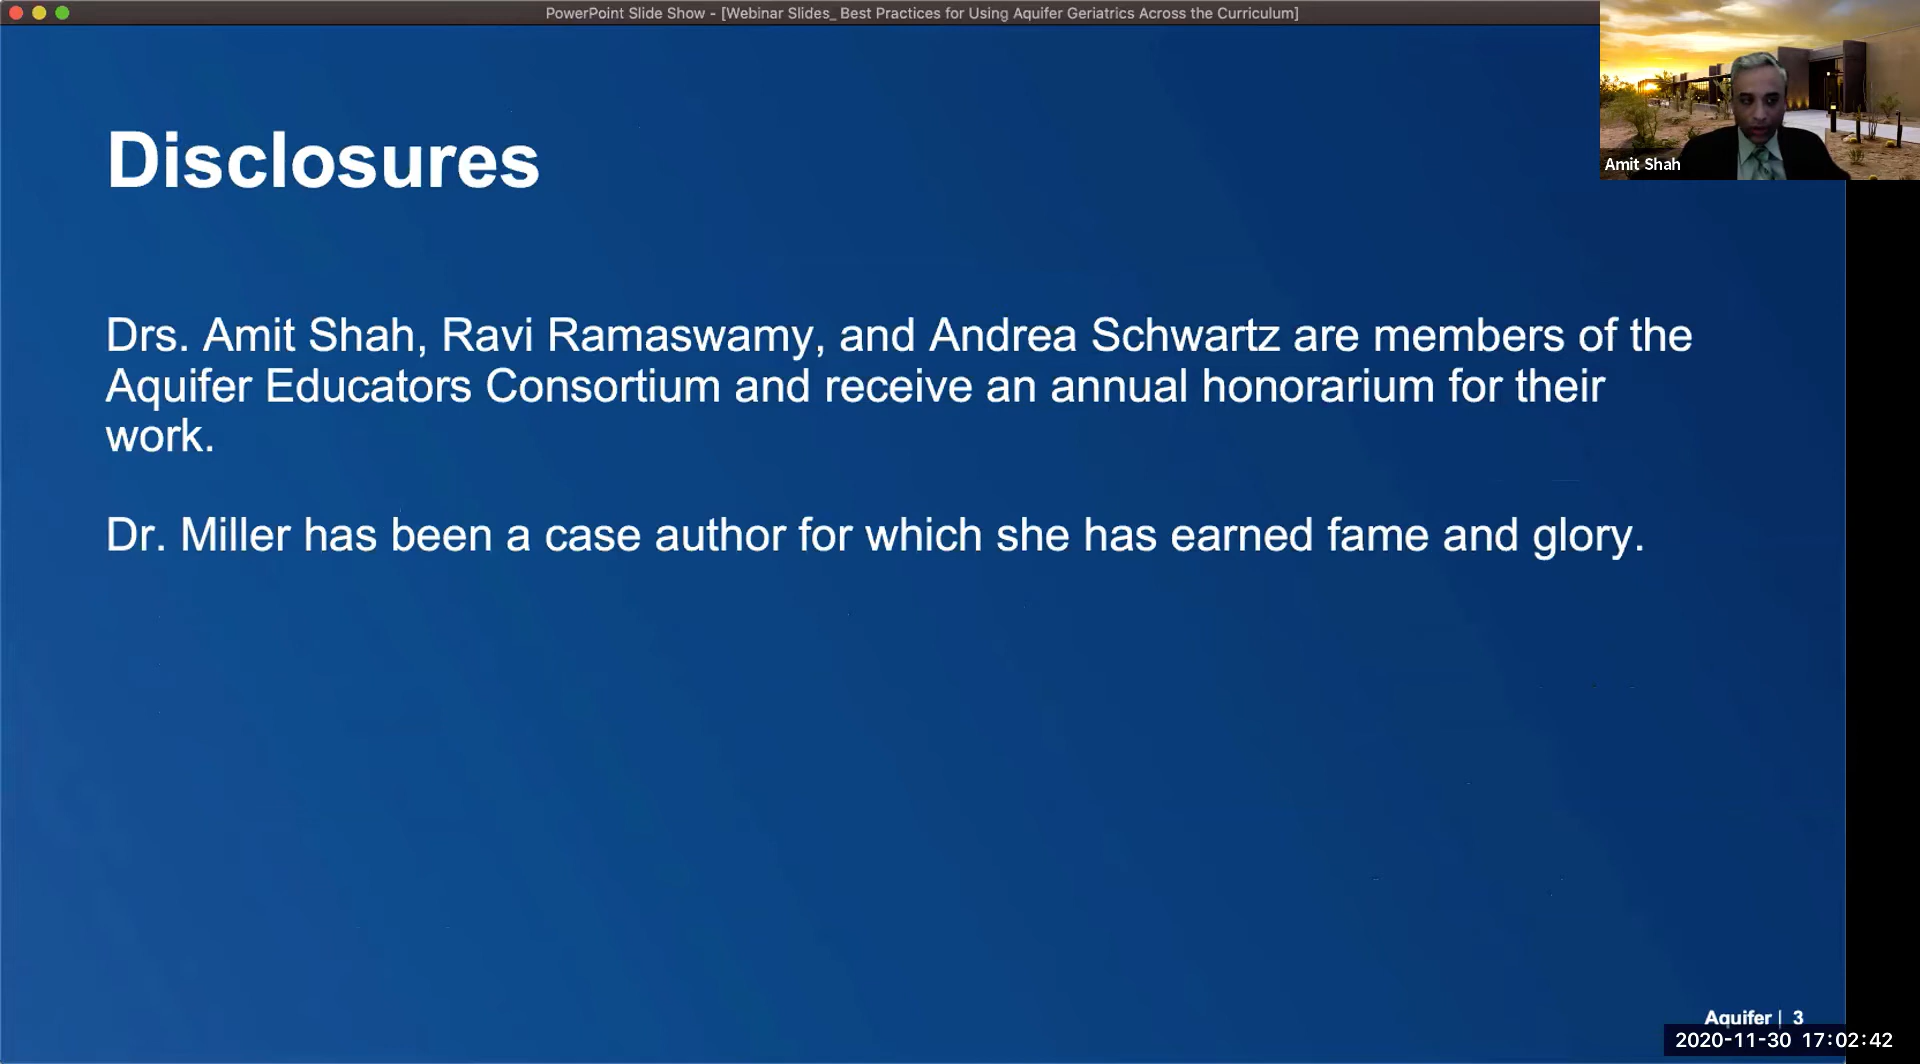 PowerPoint Slide Show - [Webinar Slides_ Best Practices for Using Aquifer Geriatrics Across the Curriculum]
Amit Shah
Disclosures
Drs. Amit Shah, Ravi Ramaswamy, and Andrea Schwartz are members of the
Aquifer Educators Consortium and receive an annual honorarium for their
work.
Dr. Miller has been a case author for which she has earned fame and glory.
Aquifer | 3
2020-11-30 17:02:42